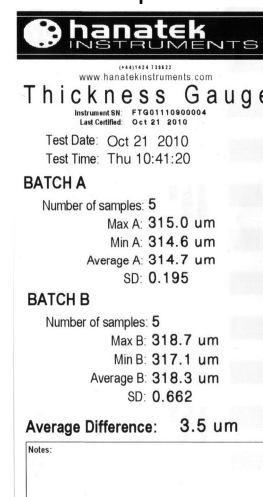 hanatek
INSTRUMENTS
(+44)1424 739623
www.hanatekinstruments.com
Thickness Gauge
Instrument SN: FTG01110900004
Last Certified: Oct 21 2010
Test Date: Oct 21 2010
Test Time: Thu 10:41:20
BATCH A
Number of samples: 5
Max A: 315.0 um
Min A: 314.6 um
Average A: 314.7 um
SD: 0.195
BATCH B
Number of samples: 5
Max B: 318.7 um
Min B: 317.1 um
Average B: 318.3 um
SD: 0.662
Average Difference: 3.5 um
Notes: